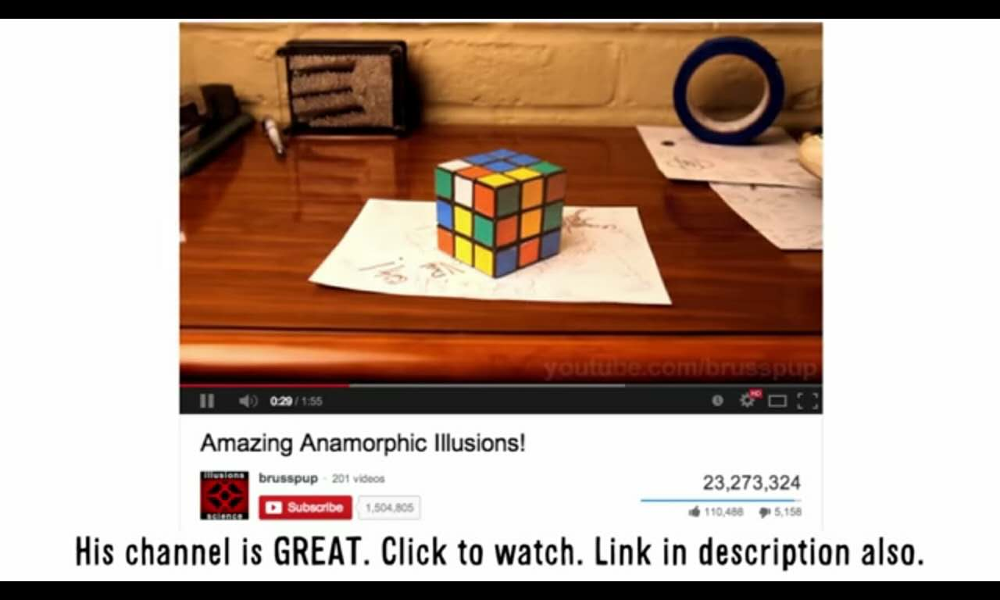 youtube.com/brusspup
0:29 / 1:55
HD
Amazing Anamorphic Illusions!
illusions
science
brusspup · 201 videos
Subscribe 1,504,805
23,273,324
110,488 5,158
His channel is GREAT. Click to watch. Link in description also.